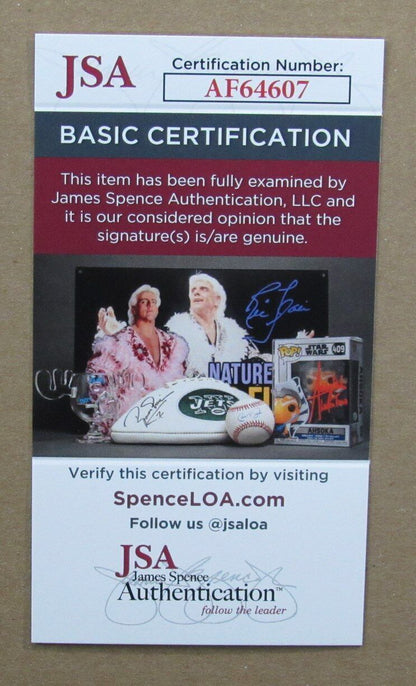 JSA
Certification Number:
AF64607
BASIC CERTIFICATION
This item has been fully examined by
James Spence Authentication, LLC and
it is our considered opinion that the
signature(s) is/are genuine.
NATURE
JETS
POP!
STAR WARS
409
AHSOKA
Verify this certification by visiting
SpenceLOA.com
Follow us @jsaloa
JSA
James Spence
Authentication™
follow the leader